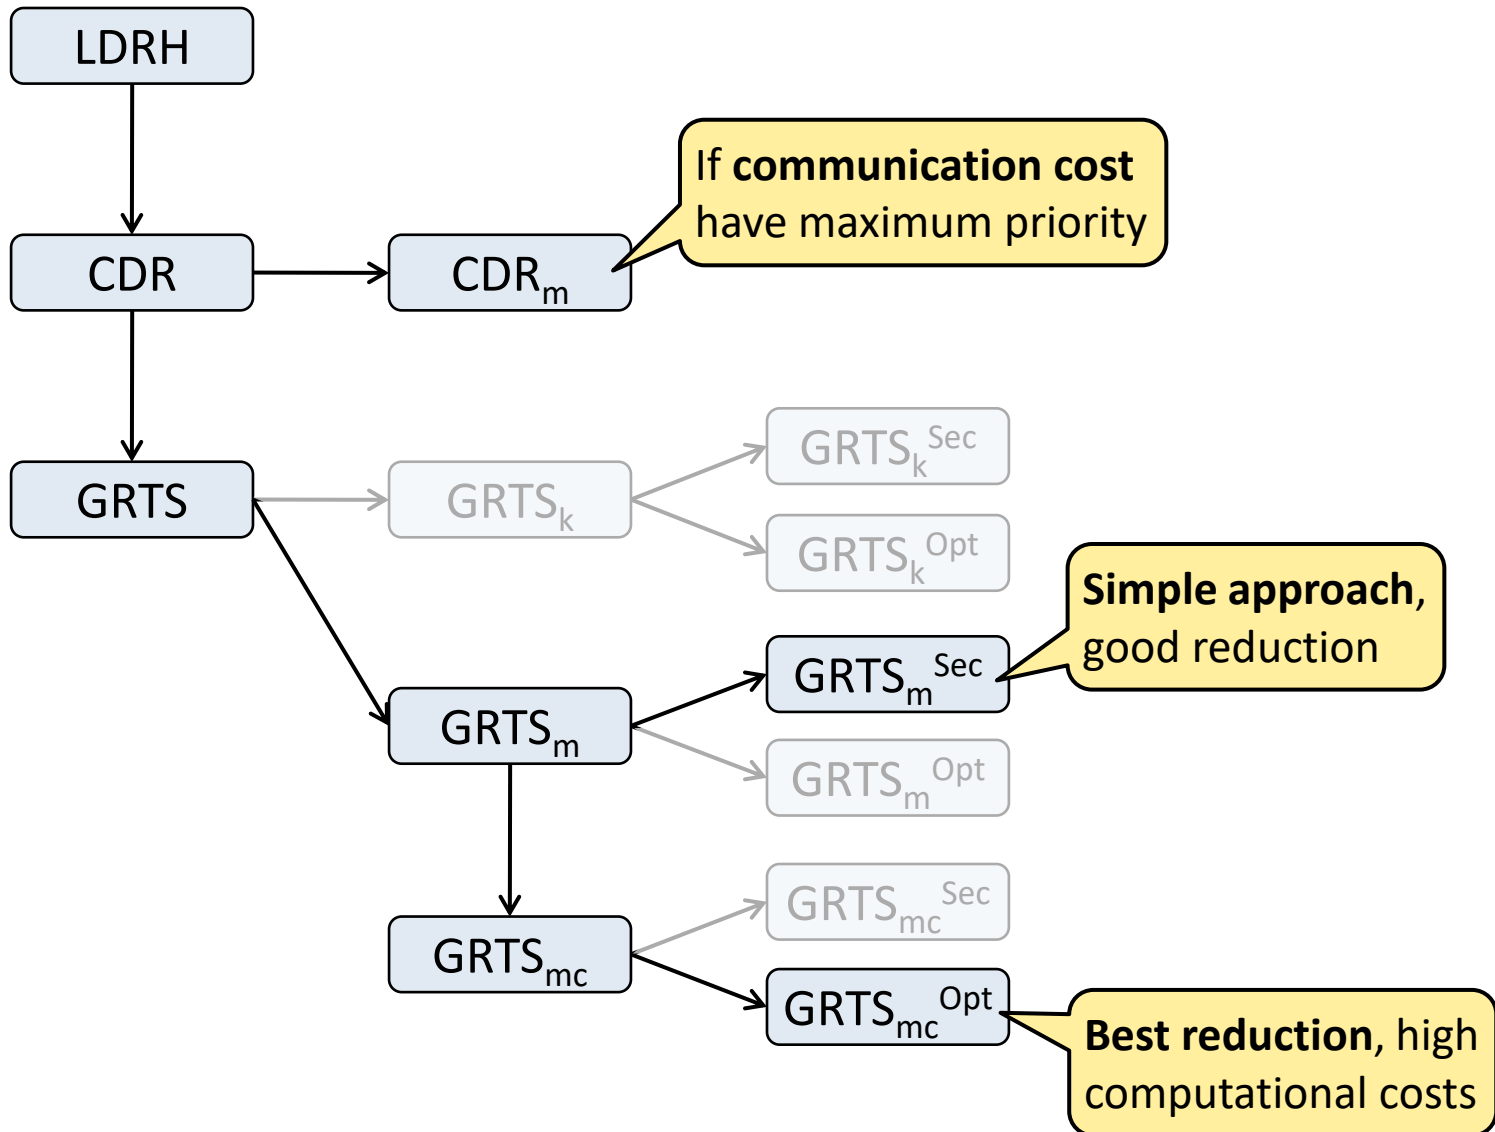 LDRH
If communication cost
have maximum priority
CDR
CDRm
GRTSkSec
GRTS
GRTSk
GRTSkOpt
Simple approach,
good reduction
GRTSmSec
GRTSm
GRTSmOpt
GRTSmcSec
GRTSmc
GRTSmcOpt
Best reduction, high
computational costs